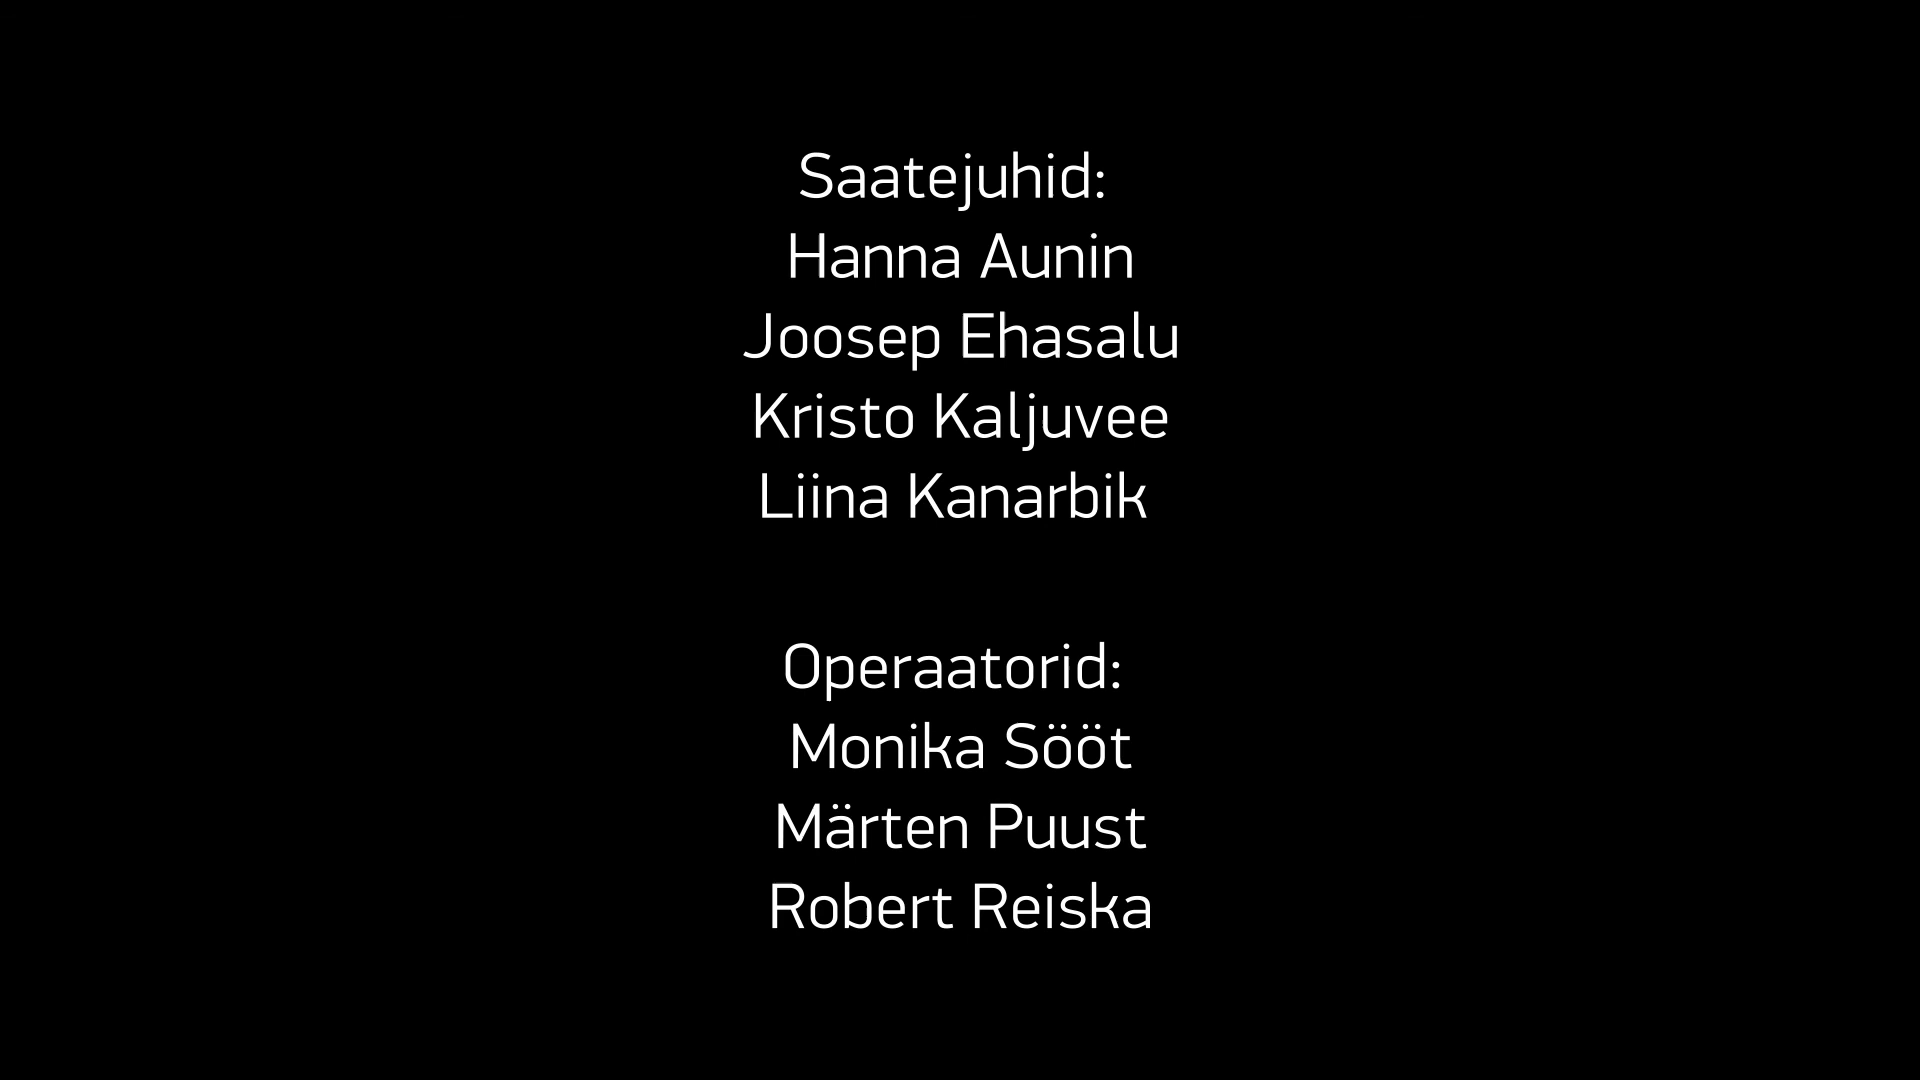 Saatejuhid:
Hanna Aunin
Joosep Ehasalu
Kristo Kaljuvee
Liina Kanarbik
Operaatorid:
Monika Sööt
Märten Puust
Robert Reiska